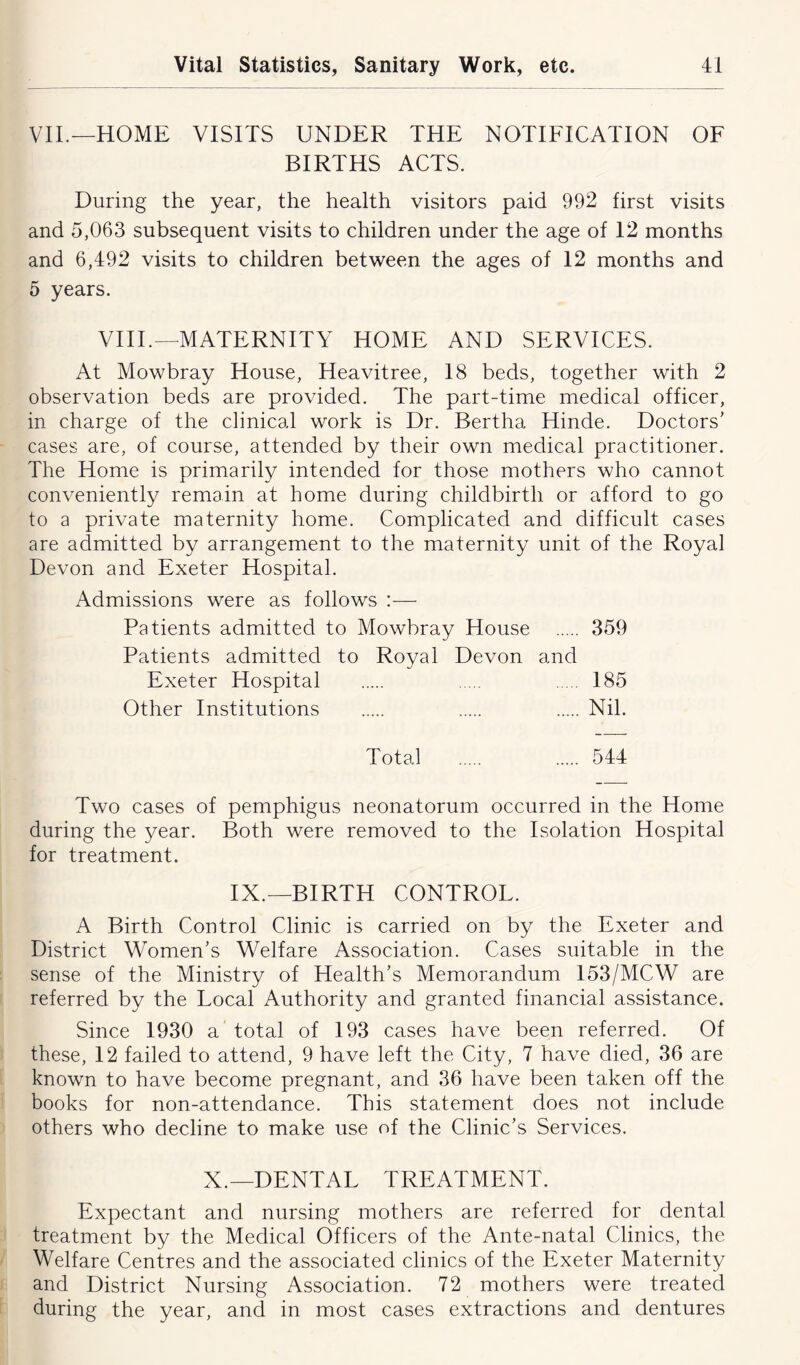 Vital Statistics, Sanitary Work, etc. 41
VII.—HOME VISITS UNDER THE NOTIFICATION OF
BIRTHS ACTS.
During the year, the health visitors paid 992 first visits
and 5,063 subsequent visits to children under the age of 12 months
and 6,492 visits to children between the ages of 12 months and
5 years.
VIII.—MATERNITY HOME AND SERVICES.
At Mowbray House, Heavitree, 18 beds, together with 2
observation beds are provided. The part-time medical officer,
in charge of the clinical work is Dr. Bertha Hinde. Doctors'
cases are, of course, attended by their own medical practitioner.
The Home is primarily intended for those mothers who cannot
conveniently remain at home during childbirth or afford to go
to a private maternity home. Complicated and difficult cases
are admitted by arrangement to the maternity unit of the Royal
Devon and Exeter Hospital.
Admissions were as follows :—
Patients admitted to Mowbray House ..... 359
Patients admitted to Royal Devon and
Exeter Hospital ..... ..... ..... 185
Other Institutions ..... ..... ..... Nil.
Total ..... ..... 544
Two cases of pemphigus neonatorum occurred in the Home
during the year. Both were removed to the Isolation Hospital
for treatment.
IX.—BIRTH CONTROL.
A Birth Control Clinic is carried on by the Exeter and
District Women's Welfare Association. Cases suitable in the
sense of the Ministry of Health's Memorandum 153/MCW are
referred by the Local Authority and granted financial assistance.
Since 1930 a total of 193 cases have been referred. Of
these, 12 failed to attend, 9 have left the City, 7 have died, 36 are
known to have become pregnant, and 36 have been taken off the
books for non-attendance. This statement does not include
others who decline to make use of the Clinic's Services.
X.—DENTAL TREATMENT.
Expectant and nursing mothers are referred for dental
treatment by the Medical Officers of the Ante-natal Clinics, the
Welfare Centres and the associated clinics of the Exeter Maternity
and District Nursing Association. 72 mothers were treated
during the year, and in most cases extractions and dentures